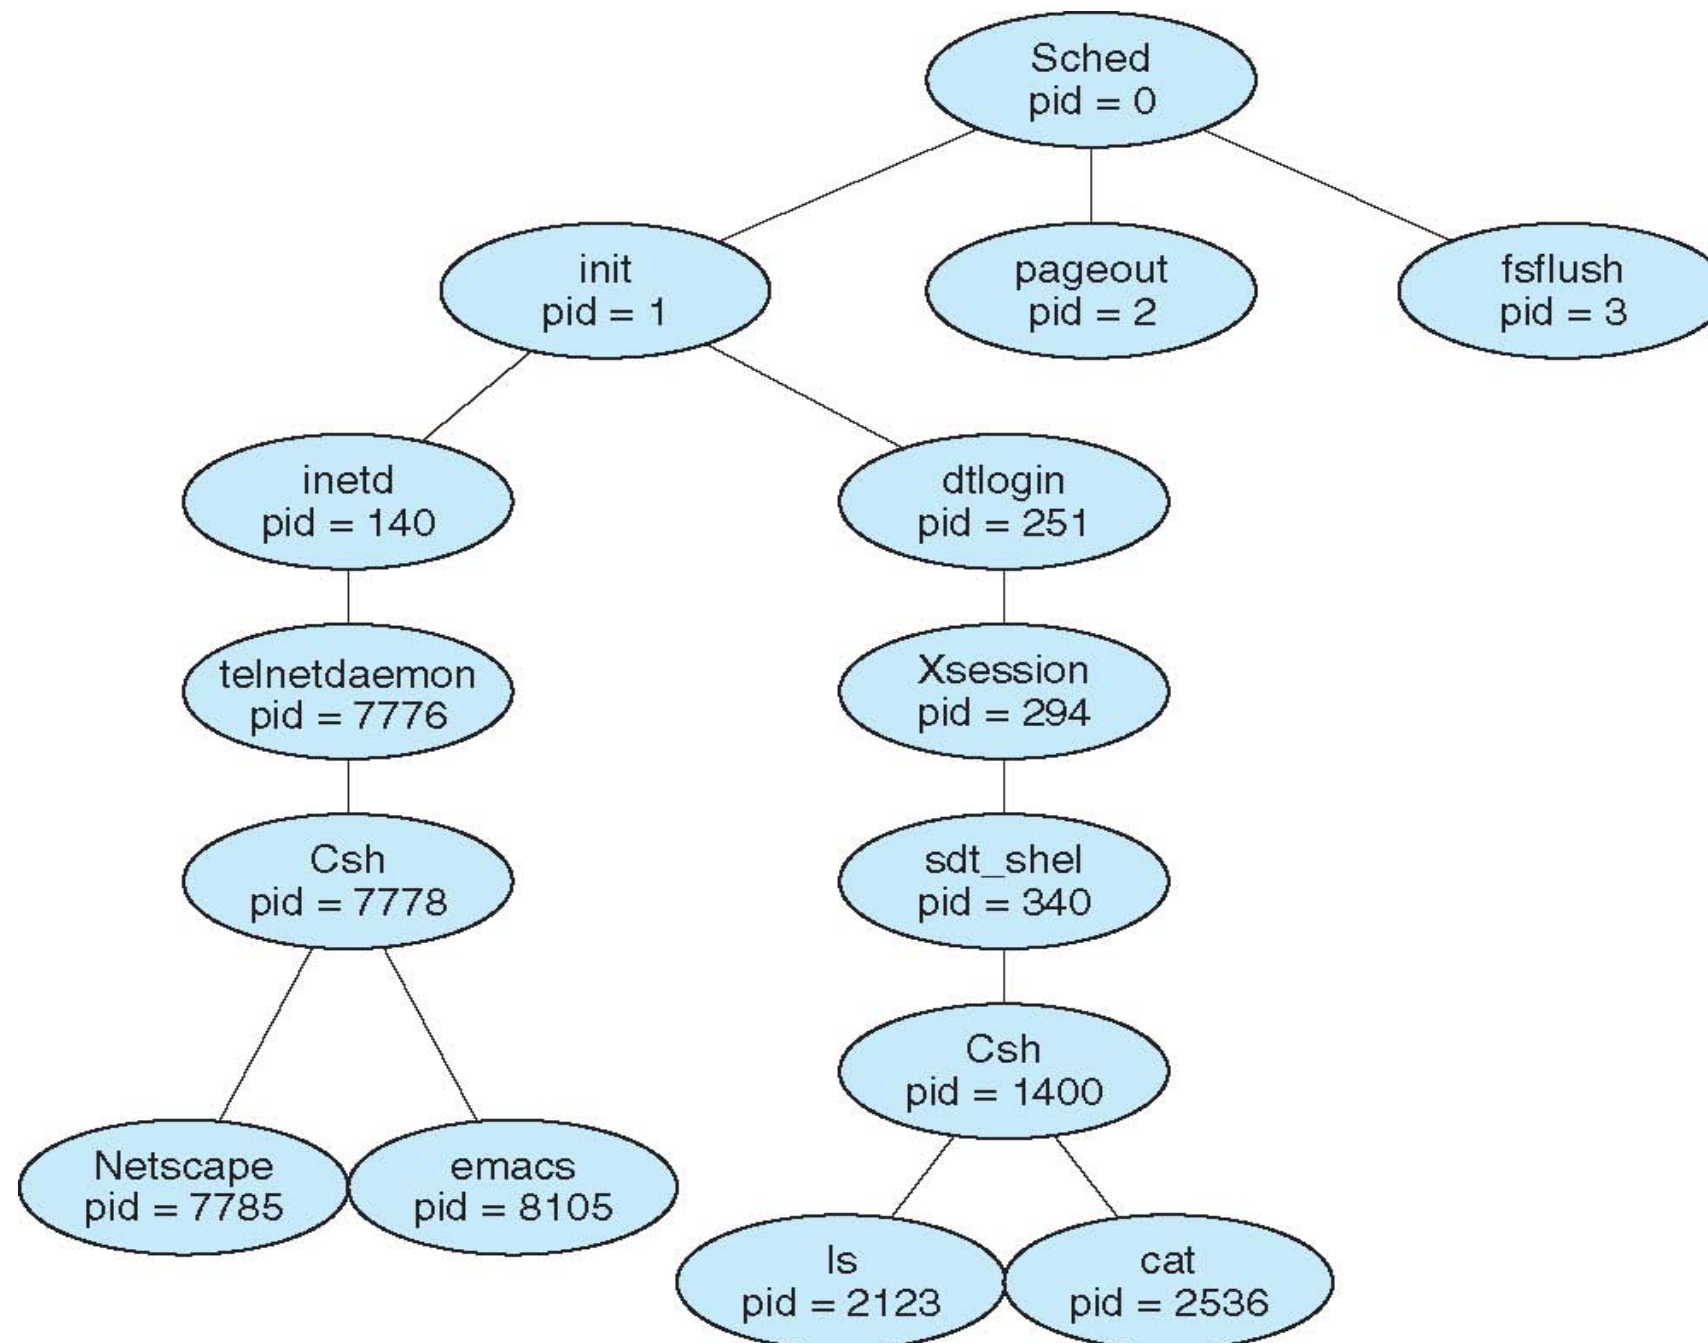 Sched
pid = 0
init
pid = 1
pageout
pid = 2
fsflush
pid = 3
inetd
pid = 140
dtlogin
pid = 251
telnetdaemon
pid = 7776
Xsession
pid = 294
Csh
pid = 7778
sdt_shel
pid = 340
Csh
pid = 1400
Netscape
pid = 7785
emacs
pid = 8105
ls
pid = 2123
cat
pid = 2536